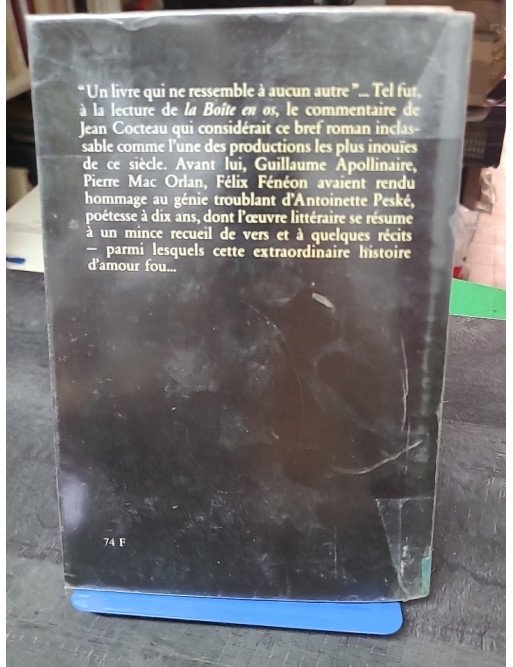 "Un livre qui ne ressemble à aucun autre"... Tel fut,
à la lecture de la Boîte en os, le commentaire de
Jean Cocteau qui considérait ce bref roman inclas-
sable comme l'une des productions les plus inouïes
de ce siècle. Avant lui, Guillaume Apollinaire,
Pierre Mac Orlan, Félix Fénéon avaient rendu
hommage au génie troublant d'Antoinette Peské,
poétesse à dix ans, dont l'œuvre littéraire se résume
à un mince recueil de vers et à quelques récits
— parmi lesquels cette extraordinaire histoire
d'amour fou...
74 F